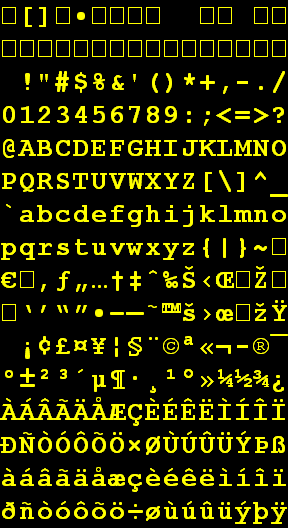 □[]□•□□□□ □□ □□
□□□□□□□□□□□□□□□□
!"#$%&'()*+,-./
0123456789:;<=>?
@ABCDEFGHIJKLMNO
PQRSTUVWXYZ[\]^_
`abcdefghijklmno
pqrstuvwxyz{|}~□
€□‚ƒ„…†‡ˆ‰Š‹Œ□Ž□
□‘’“”•–—˜™š›œ□žŸ
¡¢£¤¥¦§¨©ª«¬-®¯
°±²³´µ¶·¸¹º»¼½¾¿
ÀÁÂÃÄÅÆÇÈÉÊËÌÍÎÏ
ÐÑÒÓÔÕÖ×ØÙÚÛÜÝÞß
àáâãäåæçèéêëìíîï
ðñòóôõö÷øùúûüýþÿ